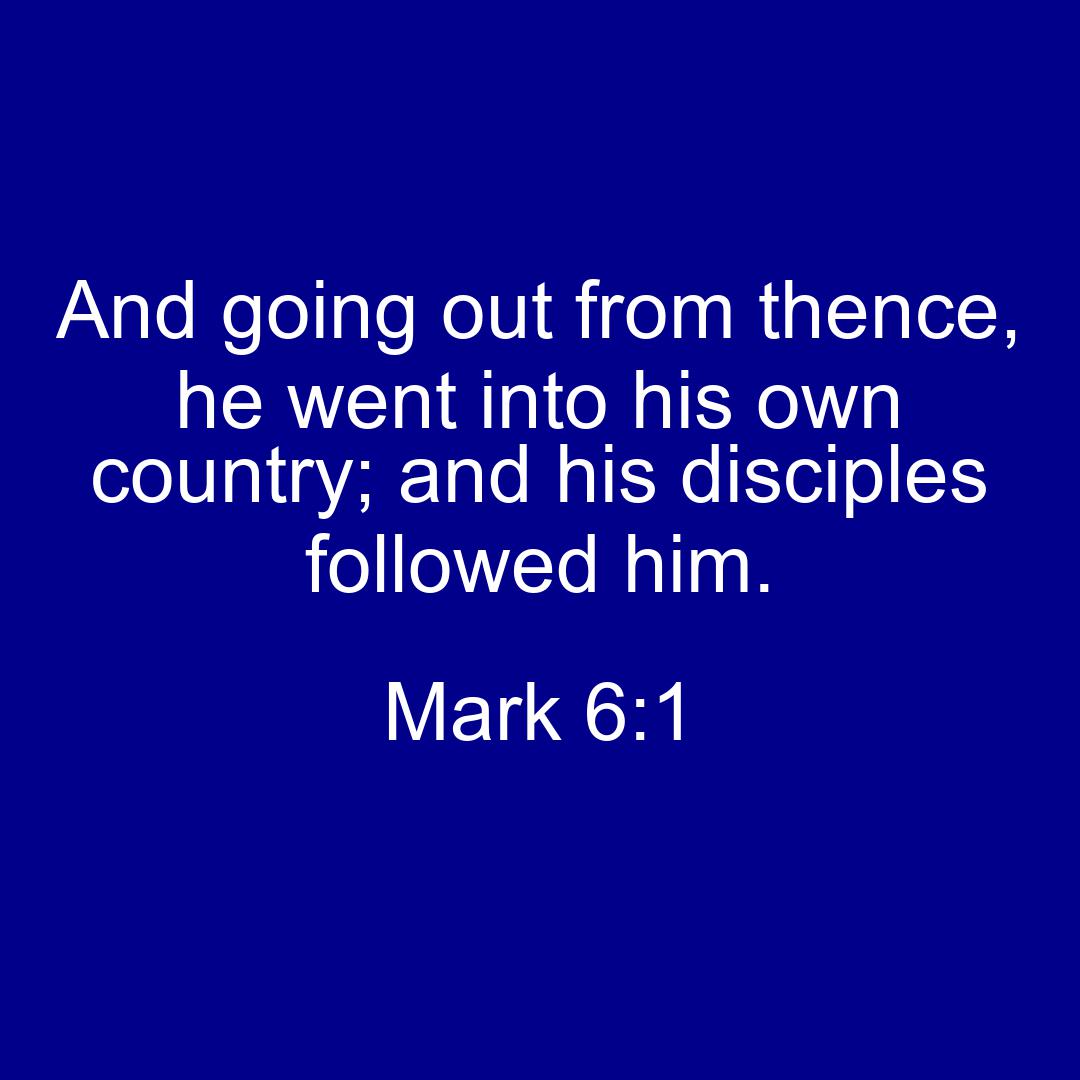 And going out from thence,
he went into his own
country; and his disciples
followed him.
Mark 6:1